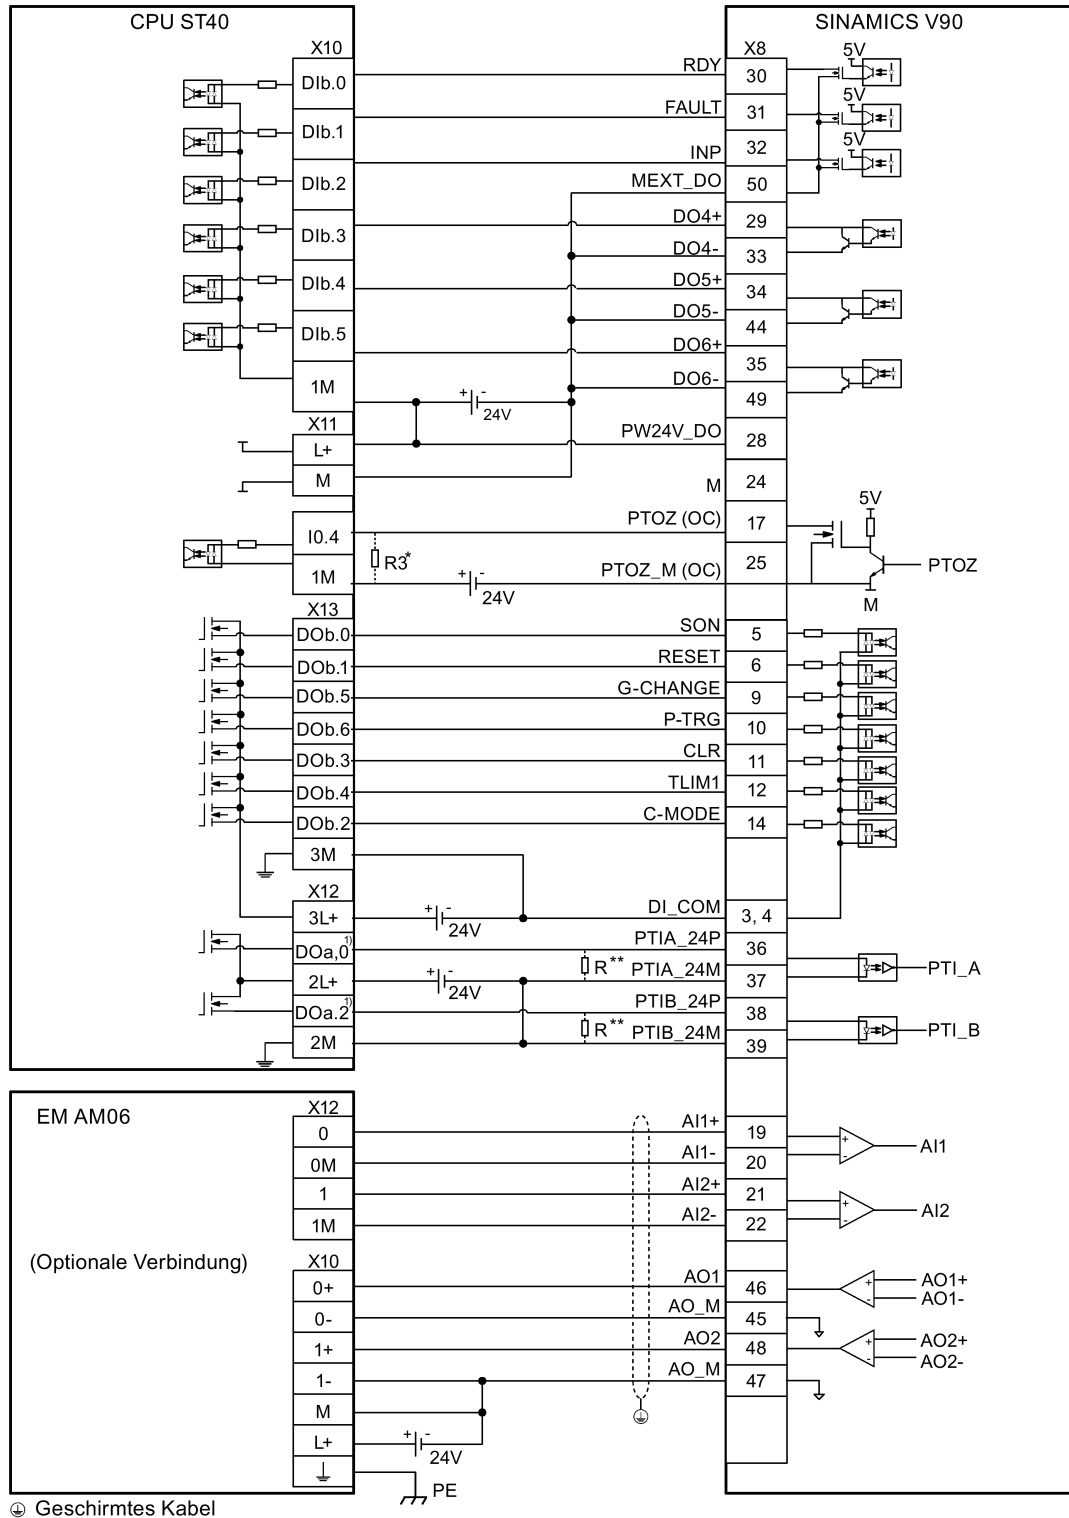 CPU ST40 SINAMICS V90
X10 X8
DIb.0 RDY 30 5V
DIb.1 FAULT 31 5V
INP 32 5V
DIb.2 MEXT_DO 50
DIb.3 DO4+ 29
DO4- 33
DIb.4 DO5+ 34
DIb.5 DO5- 44
DO6+ 35
1M DO6- 49
+ - 24V
X11
L+ PW24V_DO 28
M M 24
I0.4 PTOZ (OC) 17 5V
R3*
1M + - 24V PTOZ_M (OC) 25 PTOZ
M
X13
DOb.0 SON 5
DOb.1 RESET 6
DOb.5 G-CHANGE 9
DOb.6 P-TRG 10
DOb.3 CLR 11
DOb.4 TLIM1 12
DOb.2 C-MODE 14
3M
X12
3L+ + - 24V DI_COM 3, 4
DOa,0 1) PTIA_24P 36
R** PTI_A
2L+ + - 24V PTIA_24M 37
DOa.2 1) PTIB_24P 38
R** PTI_B
2M PTIB_24M 39
EM AM06
X12
0 AI1+ 19 + AI1
0M AI1- 20 -
1 AI2+ 21 + AI2
1M AI2- 22 -
(Optionale Verbindung)
X10
0+ AO1 46 + AO1+
- AO1-
0- AO_M 45
1+ AO2 48 + AO2+
- AO2-
1- AO_M 47
M
L+ + - 24V
PE
Geschirmtes Kabel